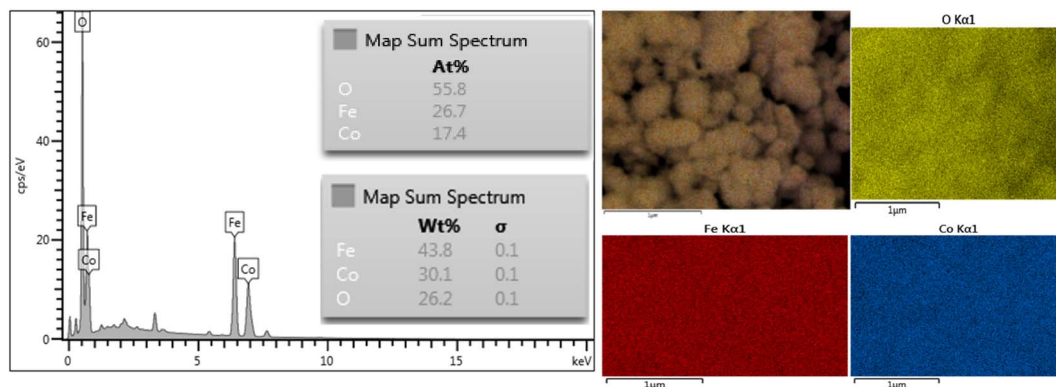 O
Fe
Co
Fe
Co
60
40
20
0
cps/eV
0
5
10
15
keV
Map Sum Spectrum
At%
O 55.8
Fe 26.7
Co 17.4
Map Sum Spectrum
Wt% σ
Fe 43.8 0.1
Co 30.1 0.1
O 26.2 0.1
1μm
O Kα1
1μm
Fe Kα1
1μm
Co Kα1
1μm